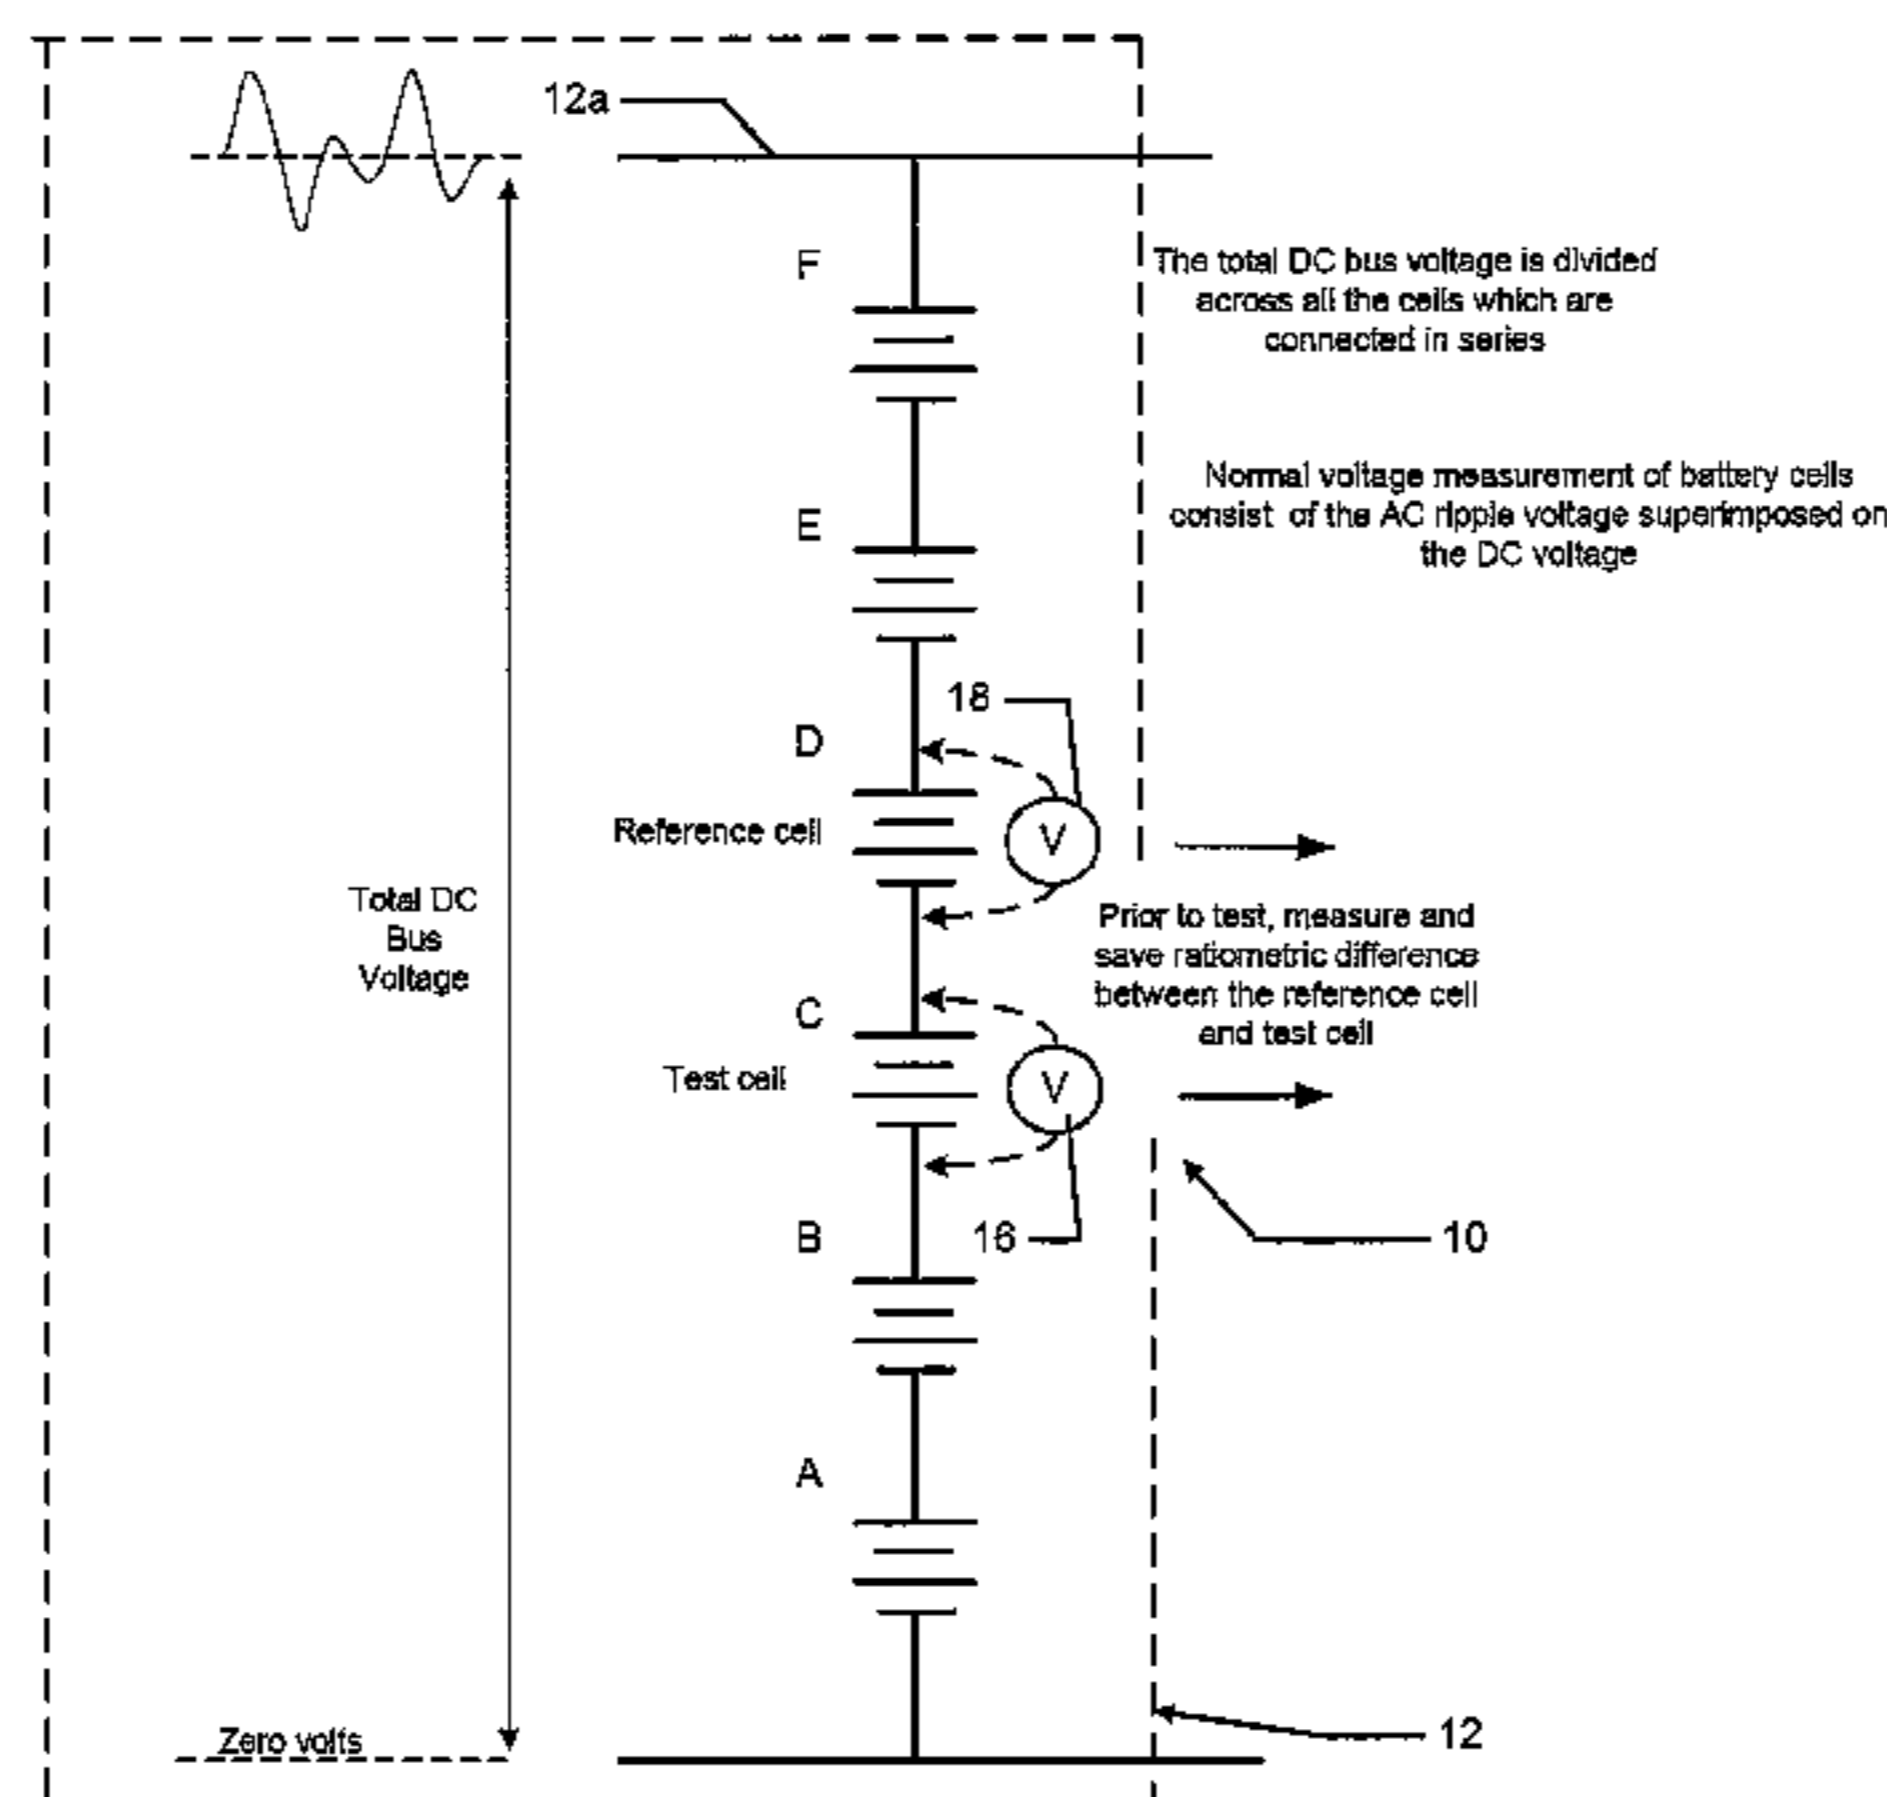 12a
F
The total DC bus voltage is divided
across all the cells which are
connected in series
Normal voltage measurement of battery cells
consist of the AC ripple voltage superimposed on
the DC voltage
E
18
D
V
Reference cell
Total DC
Bus
Voltage
Prior to test, measure and
save ratiometric difference
between the reference cell
and test cell
C
V
Test cell
B
16
10
A
12
Zero volts